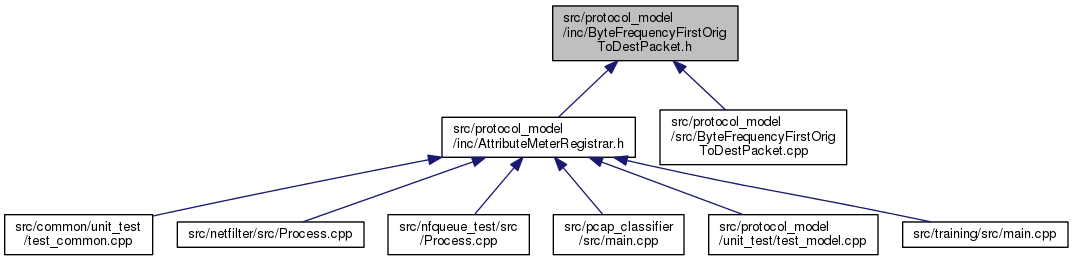 src/protocol_model
/inc/ByteFrequencyFirstOrig
ToDestPacket.h
src/protocol_model
/inc/AttributeMeterRegistrar.h
src/protocol_model
/src/ByteFrequencyFirstOrig
ToDestPacket.cpp
src/common/unit_test
/test_common.cpp
src/netfilter/src/Process.cpp
src/nfqueue_test/src
/Process.cpp
src/pcap_classifier
/src/main.cpp
src/protocol_model
/unit_test/test_model.cpp
src/training/src/main.cpp